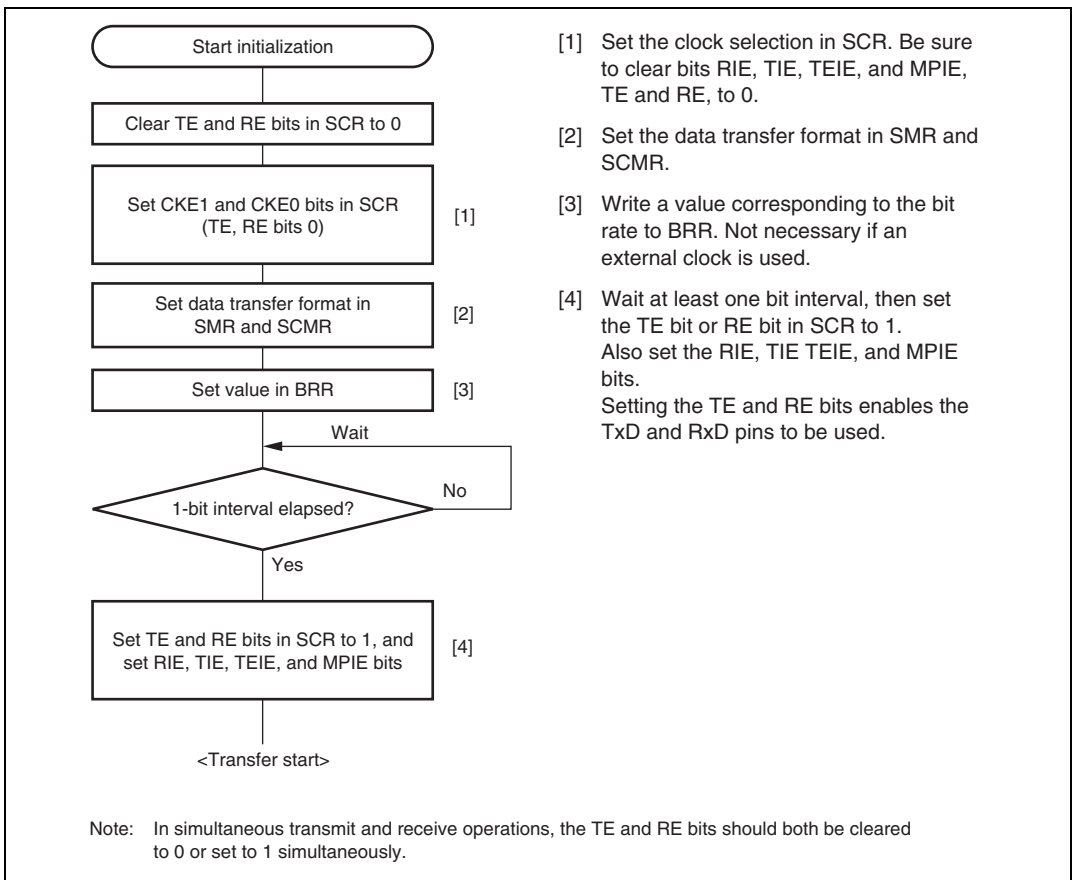 Start initialization
Clear TE and RE bits in SCR to 0
Set CKE1 and CKE0 bits in SCR
(TE, RE bits 0)
[1]
Set data transfer format in
SMR and SCMR
[2]
Set value in BRR
[3]
Wait
No
1-bit interval elapsed?
Yes
Set TE and RE bits in SCR to 1, and
set RIE, TIE, TEIE, and MPIE bits
[4]
<Transfer start>
[1] Set the clock selection in SCR. Be sure
to clear bits RIE, TIE, TEIE, and MPIE,
TE and RE, to 0.
[2] Set the data transfer format in SMR and
SCMR.
[3] Write a value corresponding to the bit
rate to BRR. Not necessary if an
external clock is used.
[4] Wait at least one bit interval, then set
the TE bit or RE bit in SCR to 1.
Also set the RIE, TIE TEIE, and MPIE
bits.
Setting the TE and RE bits enables the
TxD and RxD pins to be used.
Note: In simultaneous transmit and receive operations, the TE and RE bits should both be cleared
to 0 or set to 1 simultaneously.